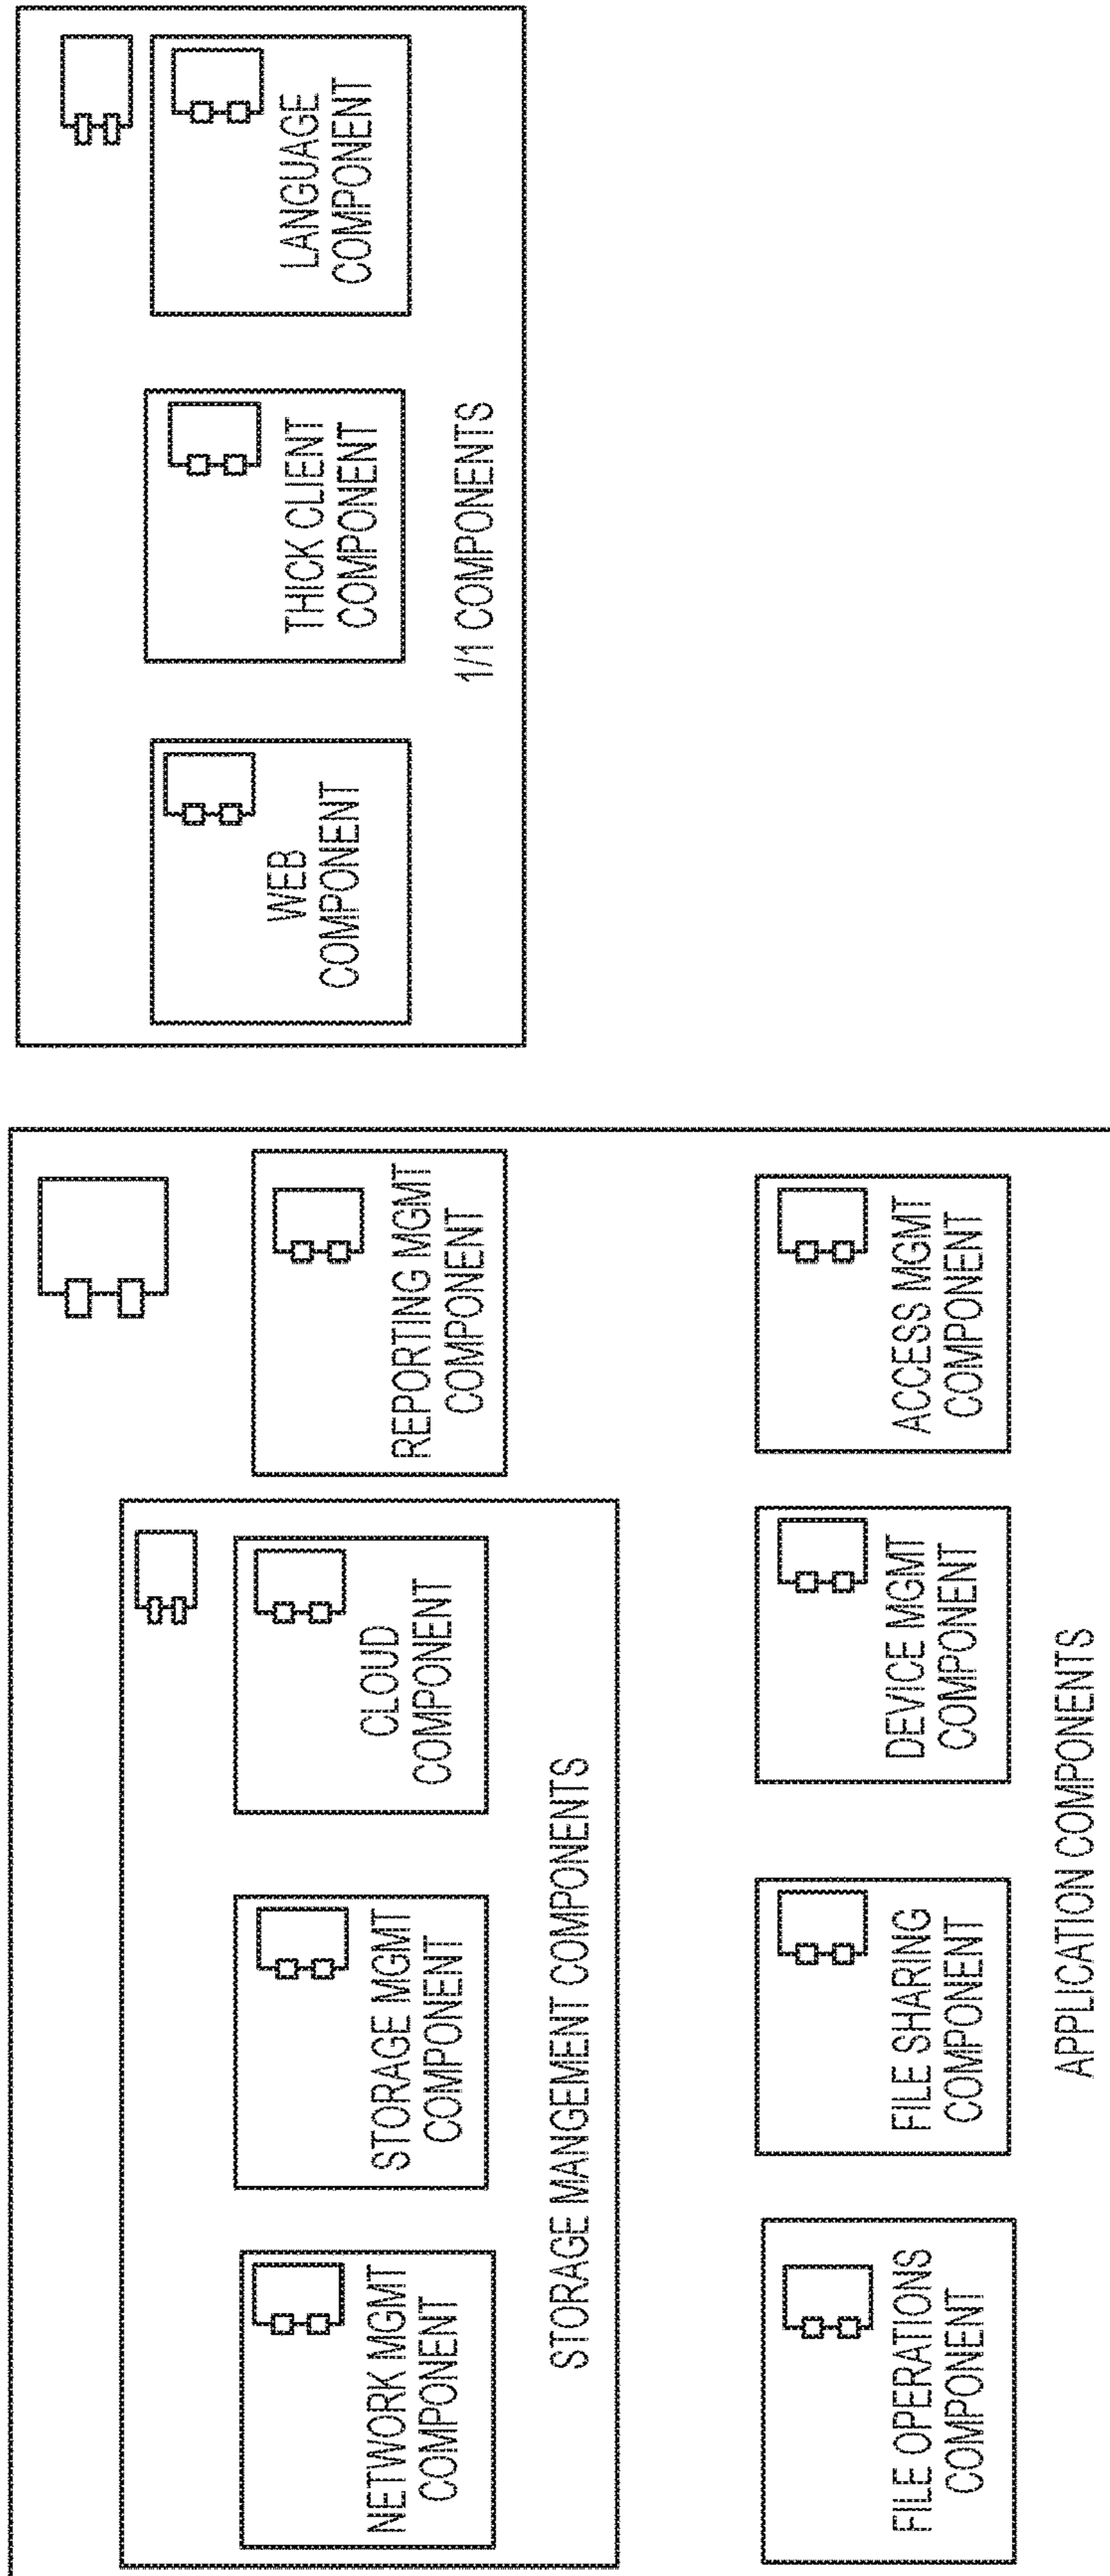 NETWORK MGMT
COMPONENT
STORAGE MGMT
COMPONENT
CLOUD
COMPONENT
STORAGE MANGEMENT COMPONENTS
REPORTING MGMT
COMPONENT
FILE OPERATIONS
COMPONENT
FILE SHARING
COMPONENT
DEVICE MGMT
COMPONENT
ACCESS MGMT
COMPONENT
APPLICATION COMPONENTS
WEB
COMPONENT
THICK CLIENT
COMPONENT
LANGUAGE
COMPONENT
1/1 COMPONENTS